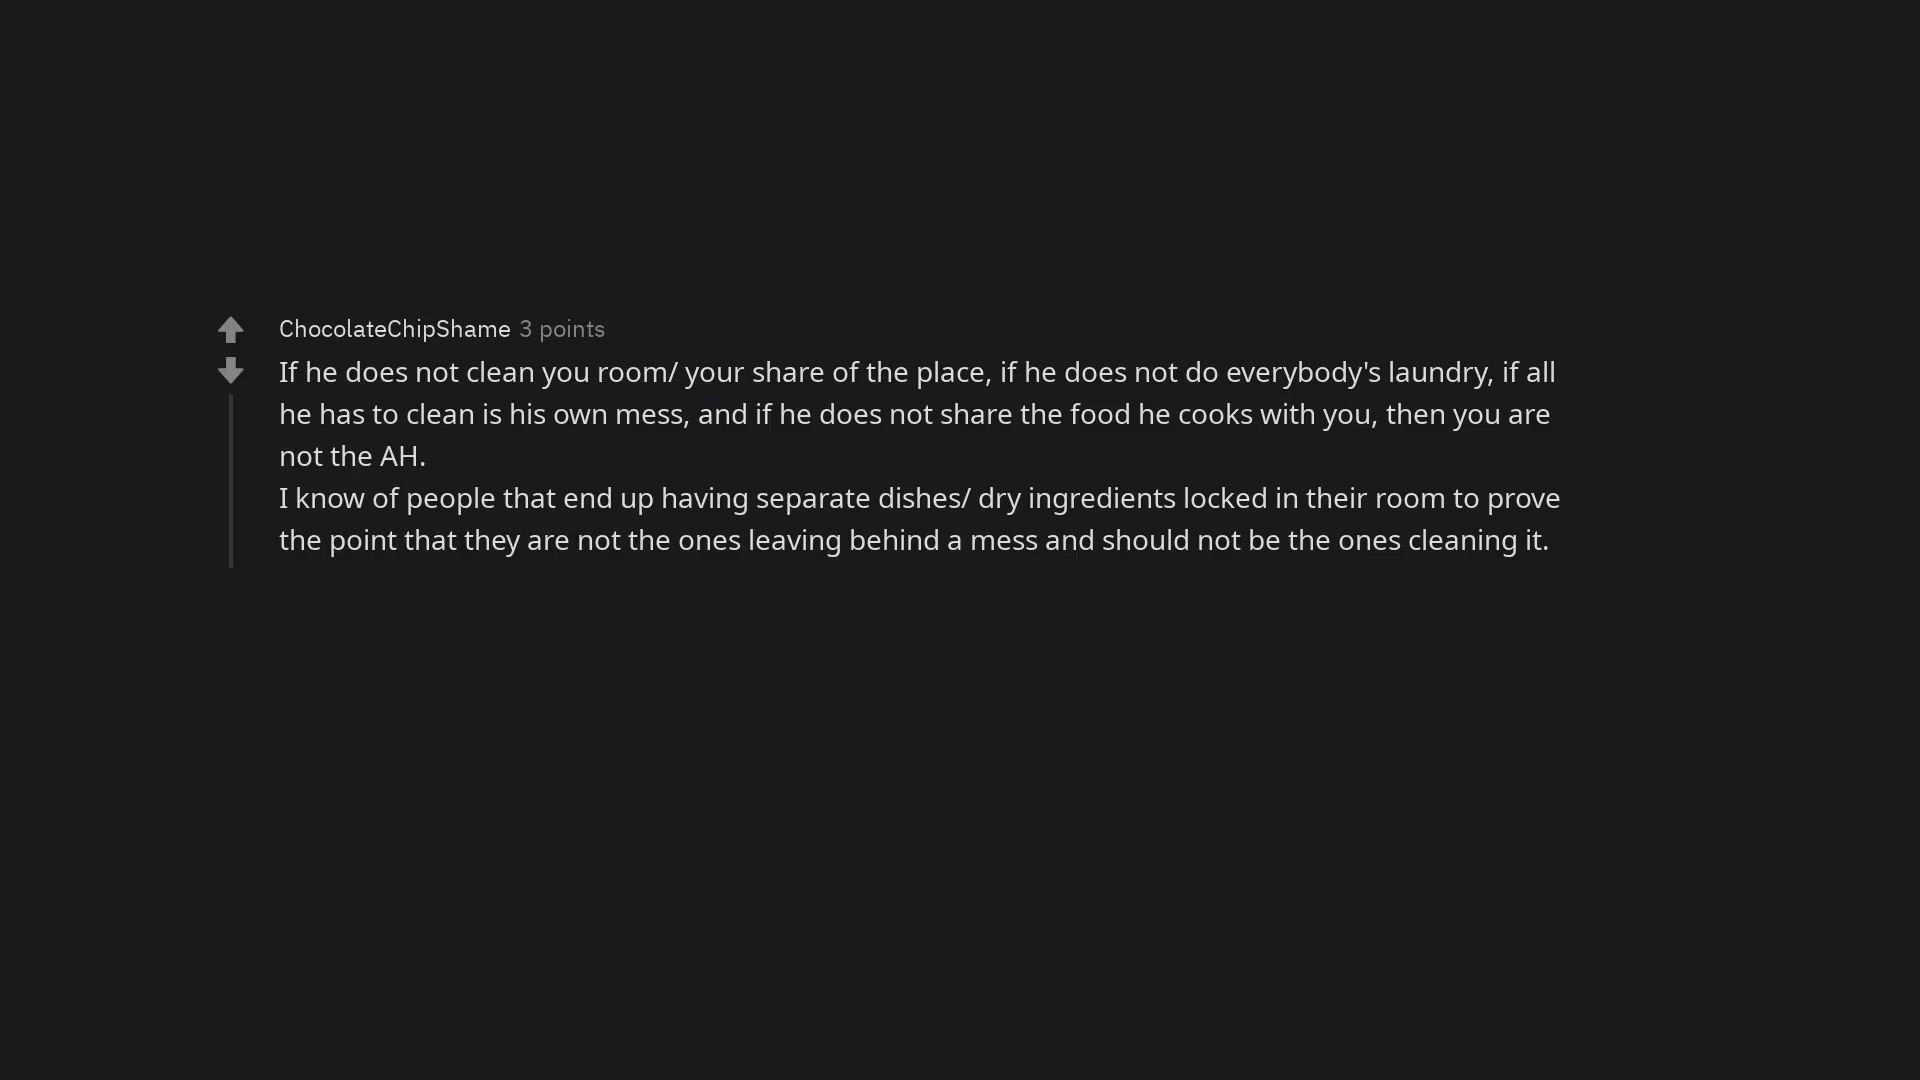 ChocolateChipShame 3 points
If he does not clean you room/ your share of the place, if he does not do everybody's laundry, if all
he has to clean is his own mess, and if he does not share the food he cooks with you, then you are
not the AH.
I know of people that end up having separate dishes/ dry ingredients locked in their room to prove
the point that they are not the ones leaving behind a mess and should not be the ones cleaning it.